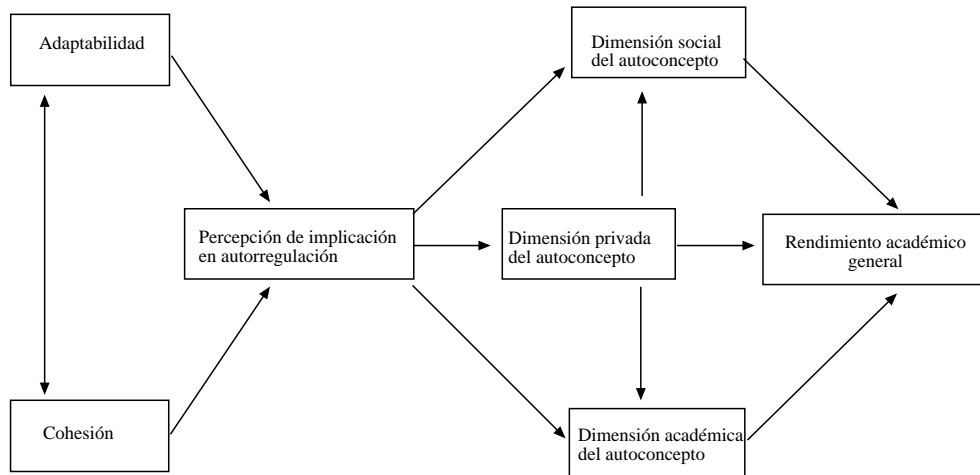 Adaptabilidad
Dimensión social
del autoconcepto
Percepción de implicación
en autorregulación
Dimensión privada
del autoconcepto
Rendimiento académico
general
Cohesión
Dimensión académica
del autoconcepto